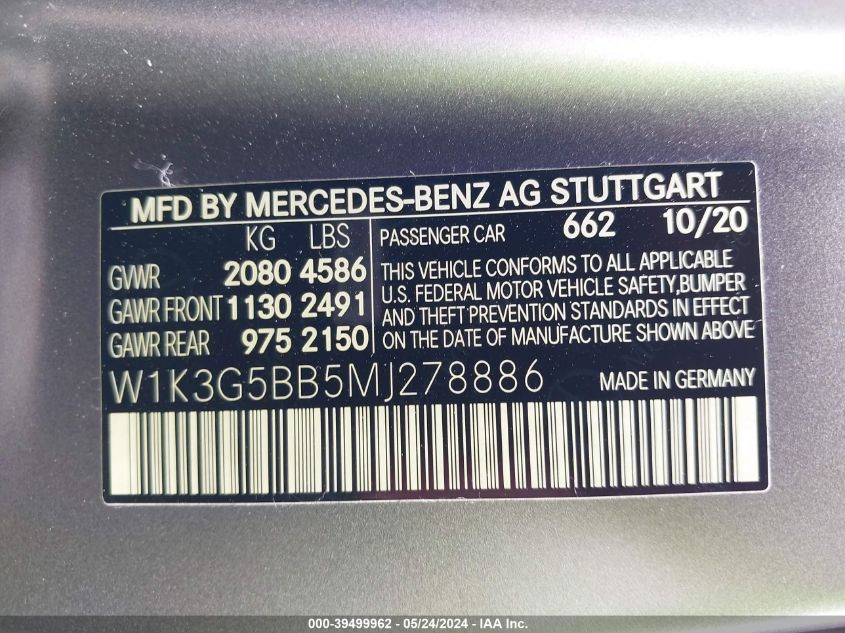 MFD BY MERCEDES-BENZ AG STUTTGART
KG LBS
GVWR 2080 4586
GAWR FRONT 1130 2491
GAWR REAR 975 2150
PASSENGER CAR 662 10/20
THIS VEHICLE CONFORMS TO ALL APPLICABLE
U.S. FEDERAL MOTOR VEHICLE SAFETY,BUMPER
AND THEFT PREVENTION STANDARDS IN EFFECT
ON THE DATE OF MANUFACTURE SHOWN ABOVE
W1K3G5BB5MJ278886 MADE IN GERMANY
000-39499962 - 05/24/2024 - IAA Inc.